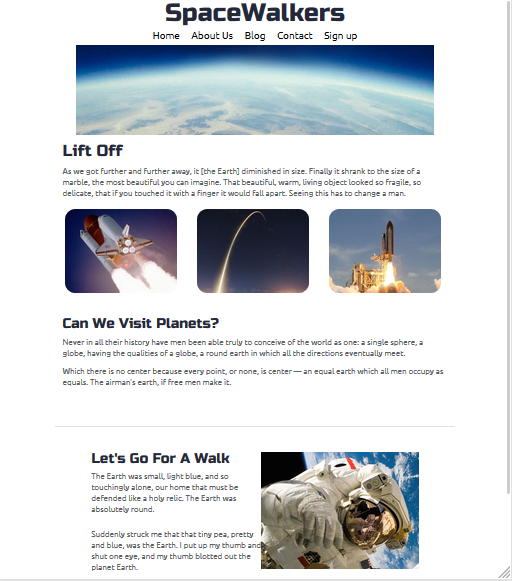 SpaceWalkers
Home About Us Blog Contact Sign up
Lift Off
As we got further and further away, it [the Earth] diminished in size. Finally it shrank to the size of a
marble, the most beautiful you can imagine. That beautiful, warm, living object looked so fragile, so
delicate, that if you touched it with a finger it would fall apart. Seeing this has to change a man.
Can We Visit Planets?
Never in all their history have men been able truly to conceive of the world as one: a single sphere, a
globe, having the qualities of a globe, a round earth in which all the directions eventually meet.
Which there is no center because every point, or none, is center — an equal earth which all men occupy as
equals. The airman's earth, if free men make it.
Let's Go For A Walk
The Earth was small, light blue, and so
touchingly alone, our home that must be
defended like a holy relic. The Earth was
absolutely round.
Suddenly struck me that that tiny pea, pretty
and blue, was the Earth. I put up my thumb and
shut one eye, and my thumb blotted out the
planet Earth.